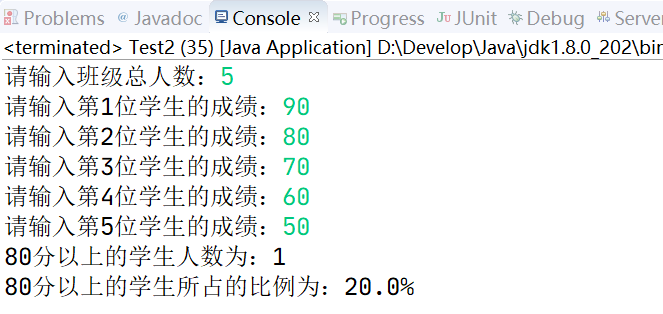 Problems @ Javadoc Console Progress JUnit Debug Server
<terminated> Test2 (35) [Java Application] D:\Develop\Java\jdk1.8.0_202\bin
请输入班级总人数：5
请输入第1位学生的成绩：90
请输入第2位学生的成绩：80
请输入第3位学生的成绩：70
请输入第4位学生的成绩：60
请输入第5位学生的成绩：50
80分以上的学生人数为：1
80分以上的学生所占的比例为：20.0%